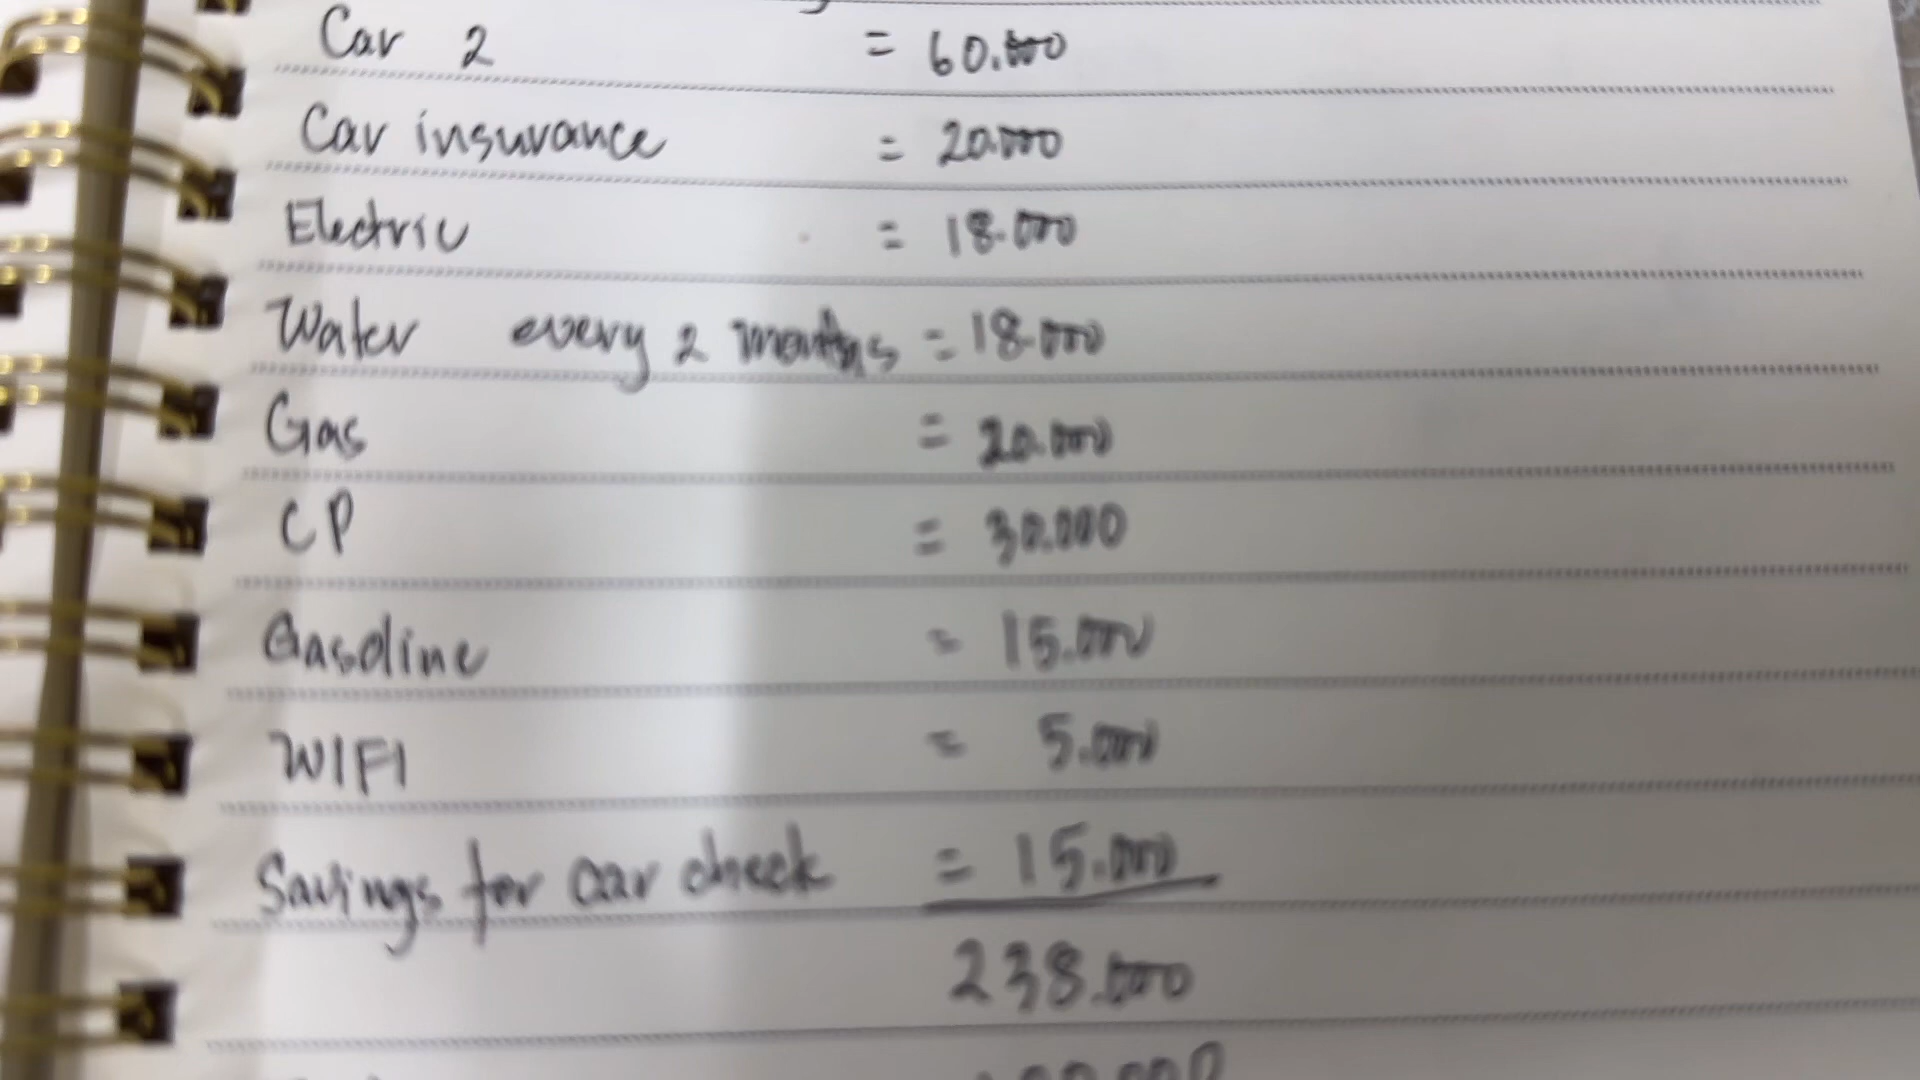 Car 2 = 60.000
Car insurance = 20.000
Electric = 18.000
Water every 2 months = 18.000
Gas = 20.000
CP = 30.000
Gasoline = 15.000
WIFI = 5.000
Savings for car check = 15.000
238.000